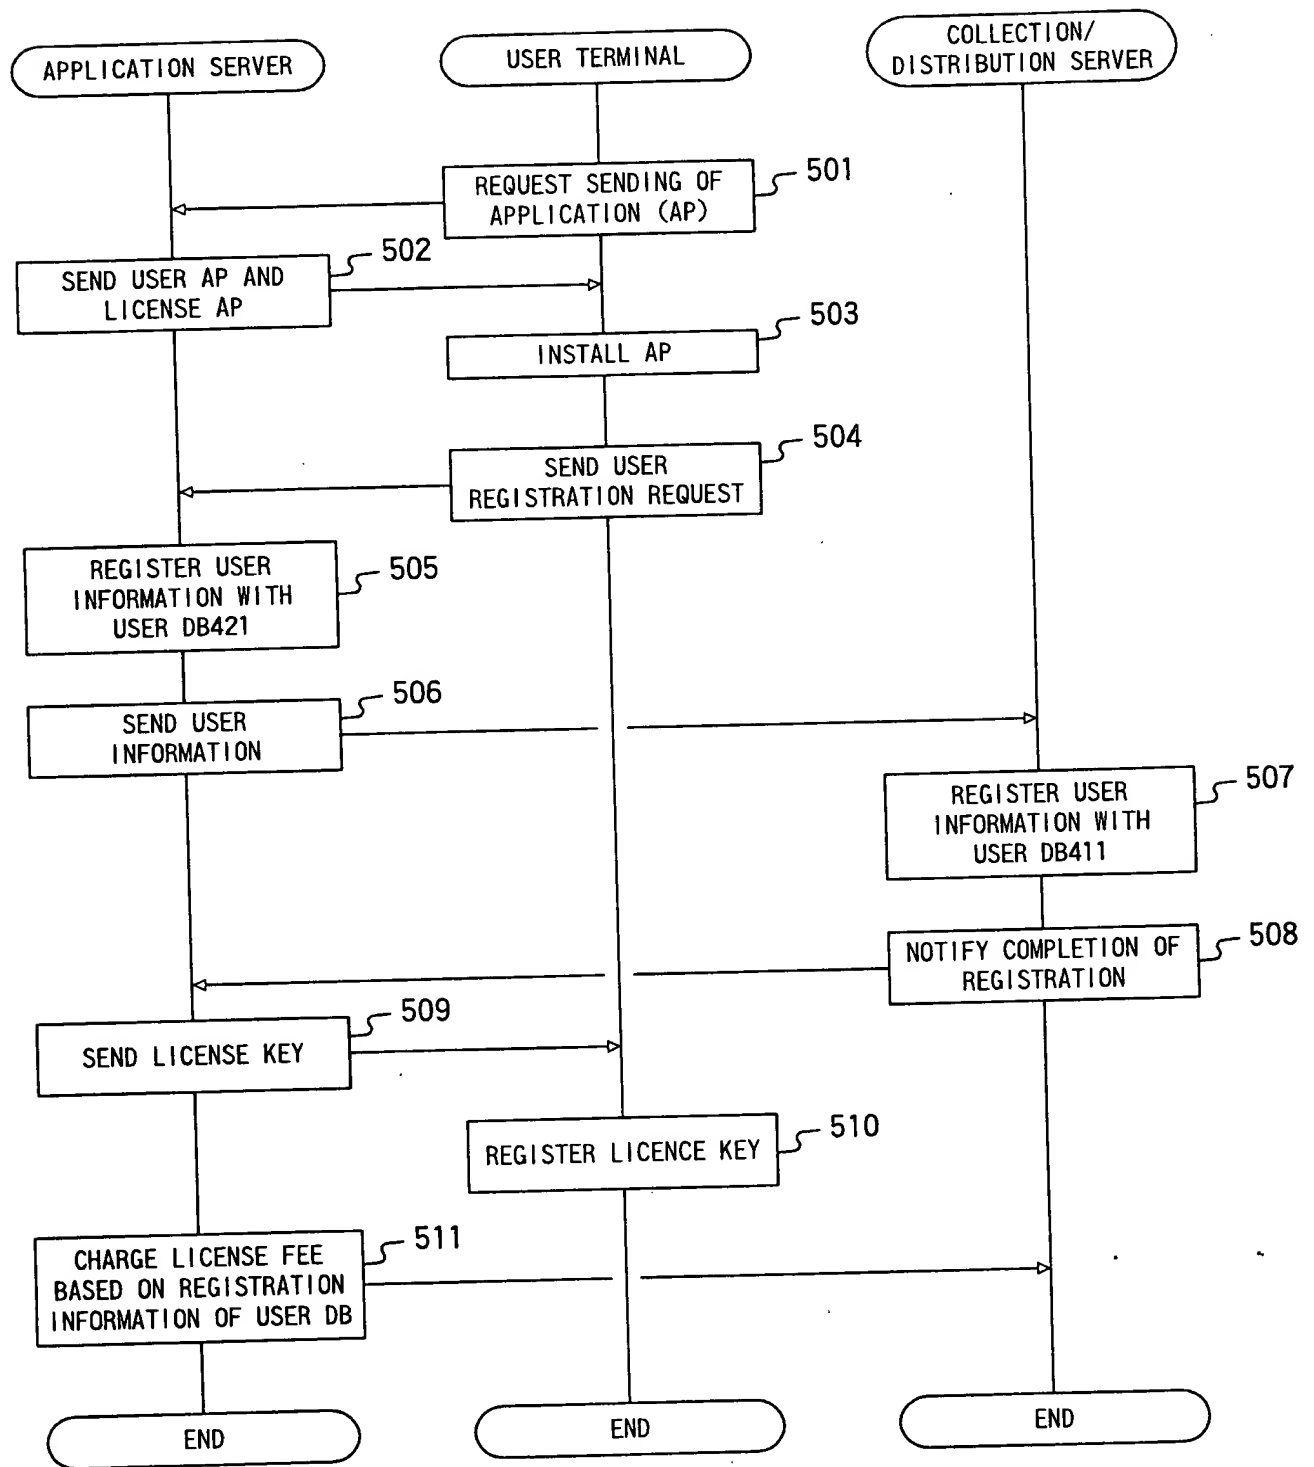 APPLICATION SERVER
USER TERMINAL
COLLECTION/
DISTRIBUTION SERVER
REQUEST SENDING OF
APPLICATION (AP)
501
SEND USER AP AND
LICENSE AP
502
INSTALL AP
503
SEND USER
REGISTRATION REQUEST
504
REGISTER USER
INFORMATION WITH
USER DB421
505
SEND USER
INFORMATION
506
REGISTER USER
INFORMATION WITH
USER DB411
507
NOTIFY COMPLETION OF
REGISTRATION
508
SEND LICENSE KEY
509
REGISTER LICENCE KEY
510
CHARGE LICENSE FEE
BASED ON REGISTRATION
INFORMATION OF USER DB
511
END
END
END